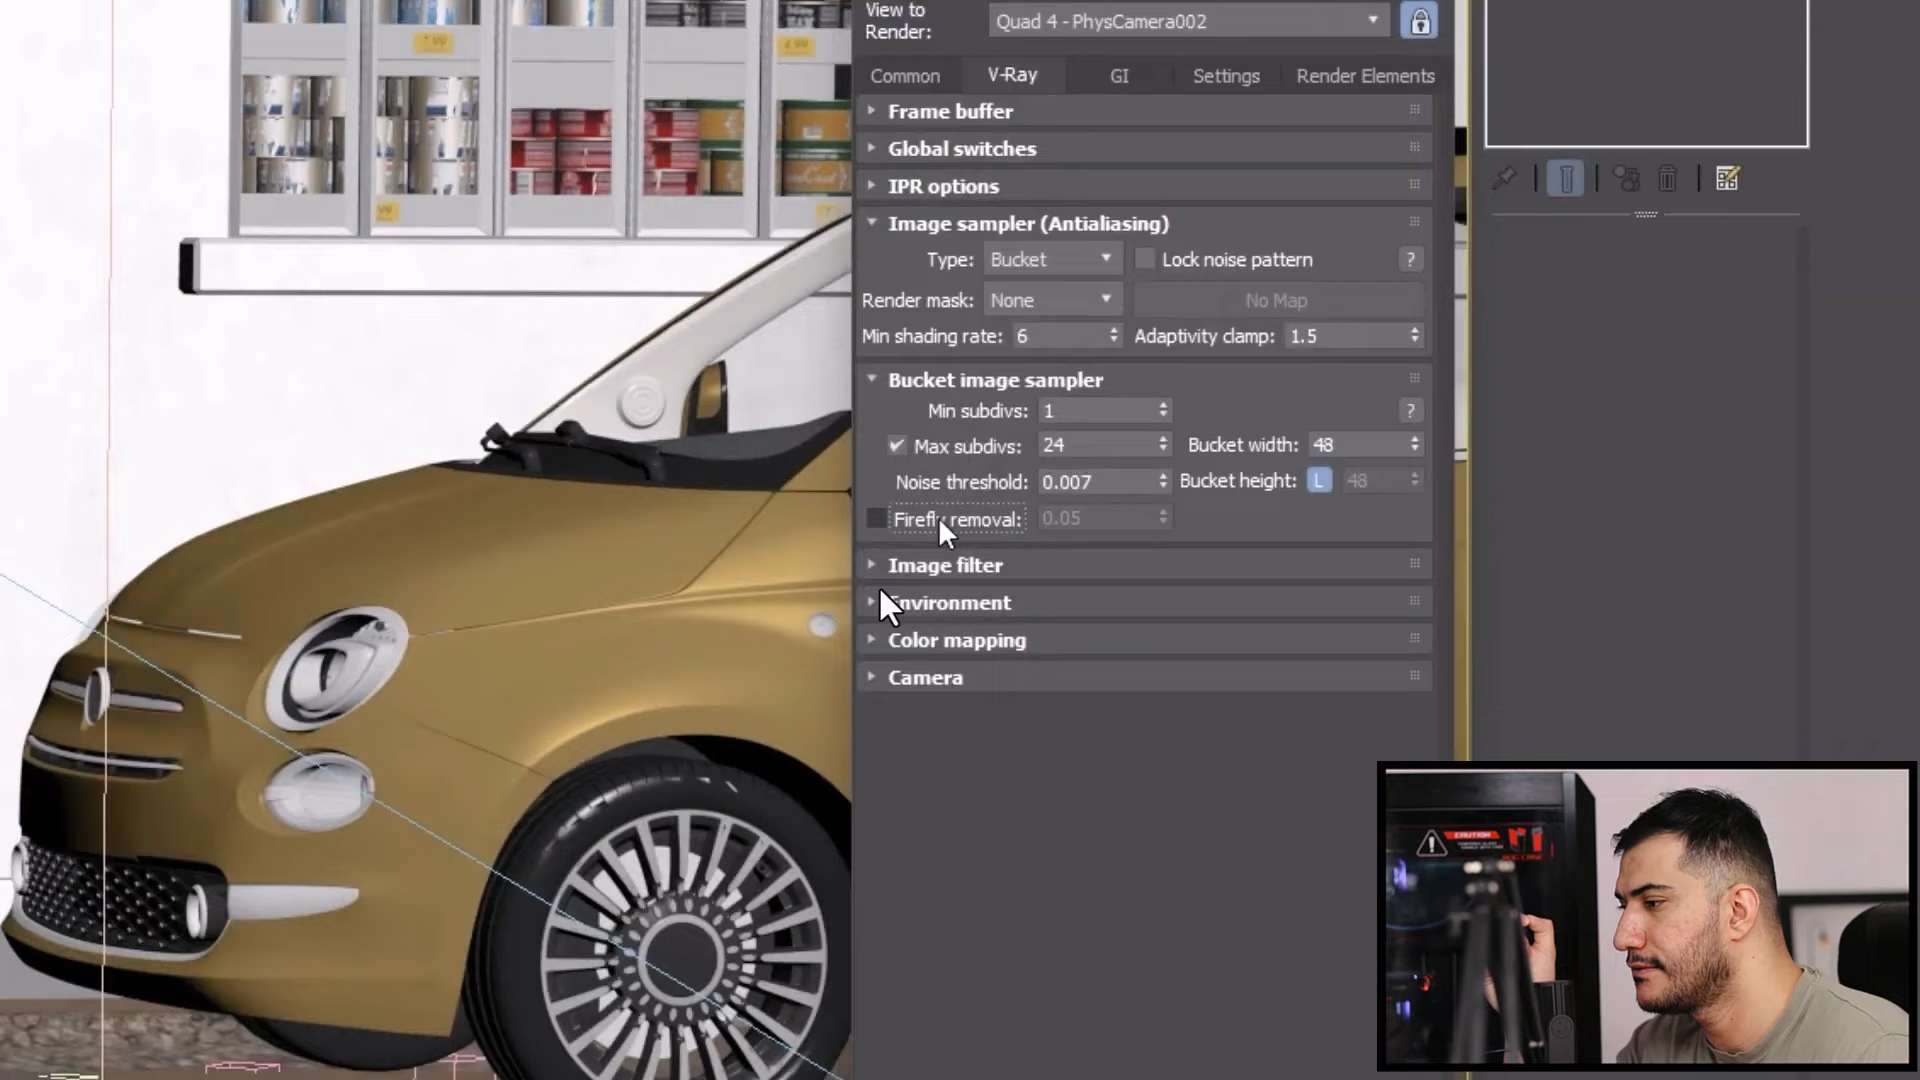 View to
Render:
Quad 4 - PhysCamera002
Common
V-Ray
GI
Settings
Render Elements
Frame buffer
Global switches
IPR options
Image sampler (Antialiasing)
Type:
Bucket
Lock noise pattern
?
Render mask:
None
No Map
Min shading rate:
6
Adaptivity clamp:
1.5
Bucket image sampler
Min subdivs:
1
?
Max subdivs:
24
Bucket width:
48
Noise threshold:
0.007
Bucket height:
L
48
Firefly removal:
0.05
Image filter
Environment
Color mapping
Camera
CAUTION